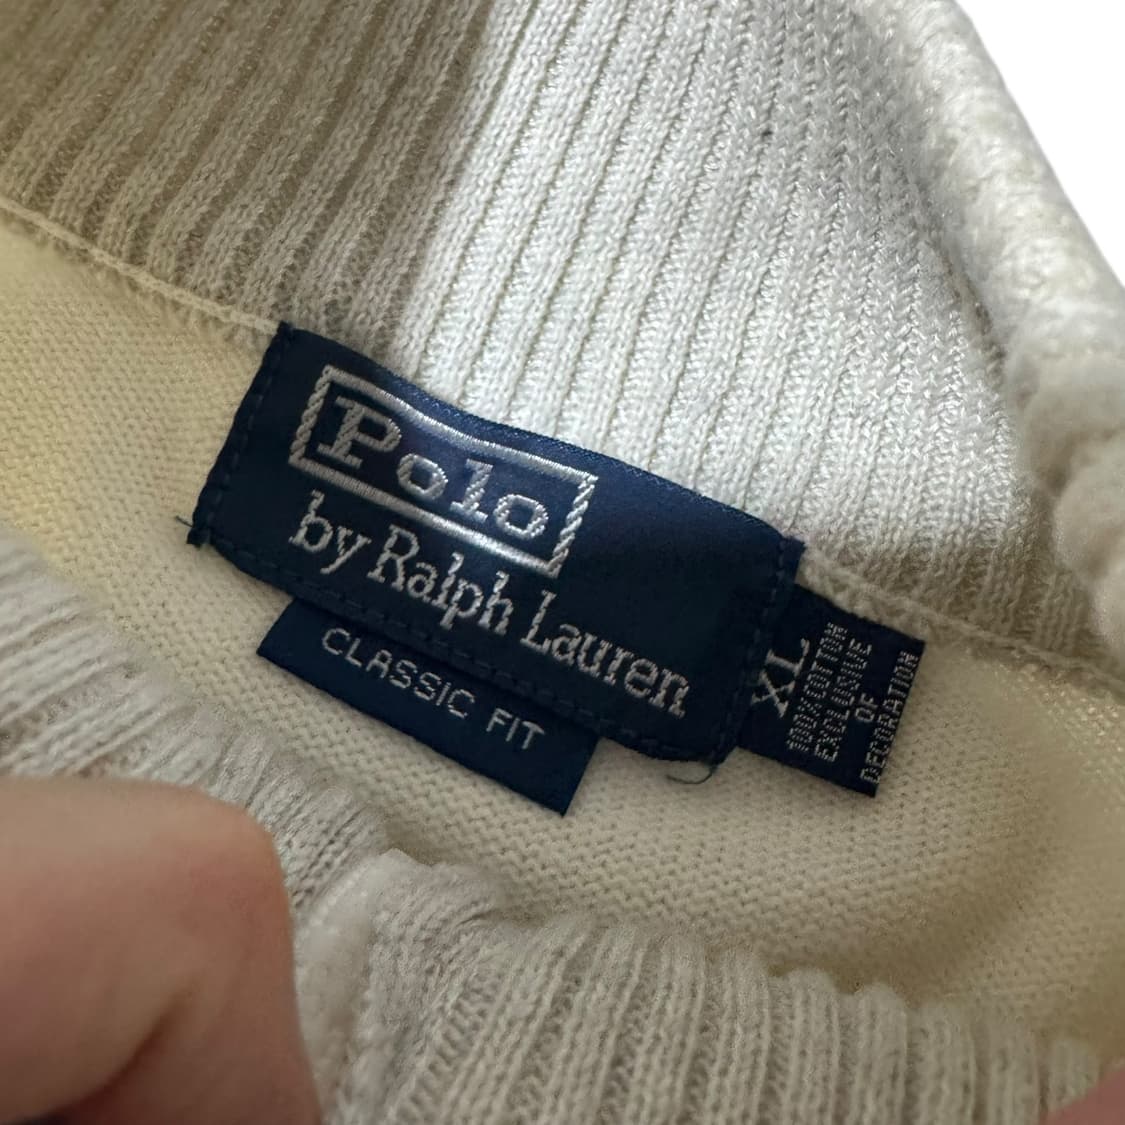 Polo
by Ralph Lauren
CLASSIC FIT
XL
100% COTTON
EXCLUSIVE
OF
DECORATION